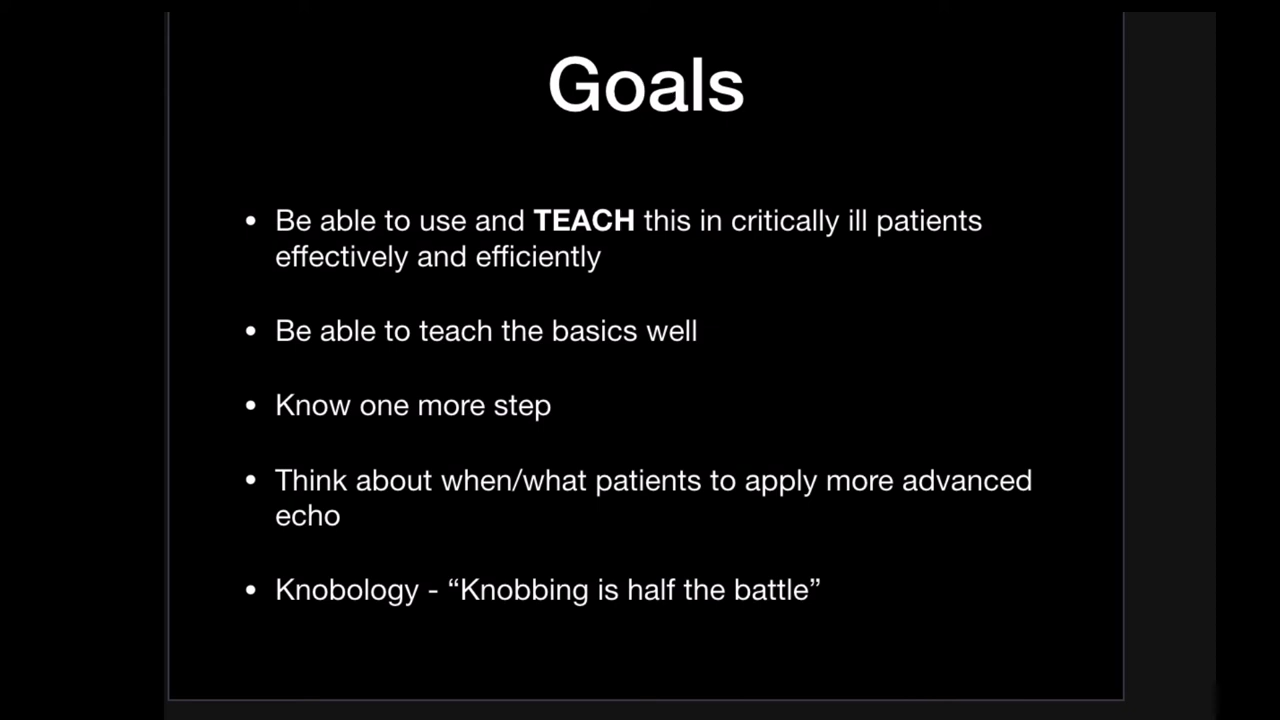 Goals
• Be able to use and TEACH this in critically ill patients
effectively and efficiently
• Be able to teach the basics well
• Know one more step
• Think about when/what patients to apply more advanced
echo
• Knobology - “Knobbing is half the battle”